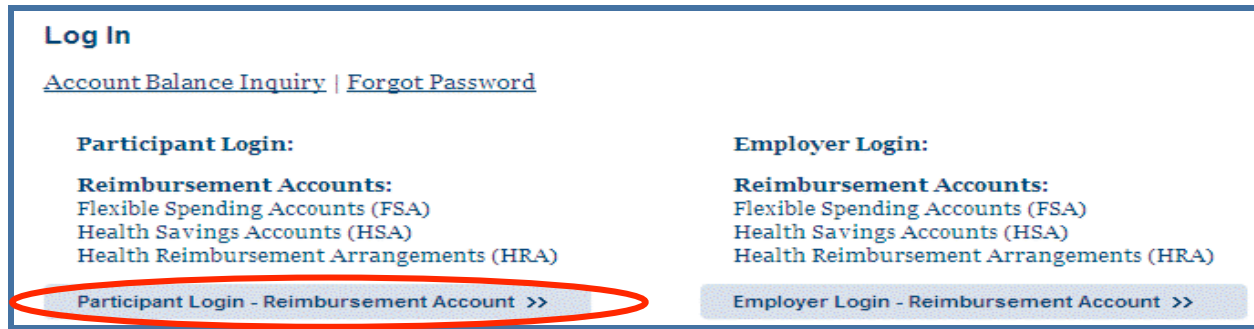 Log In
Account Balance Inquiry | Forgot Password
Participant Login:
Reimbursement Accounts:
Flexible Spending Accounts (FSA)
Health Savings Accounts (HSA)
Health Reimbursement Arrangements (HRA)
Participant Login - Reimbursement Account >>
Employer Login:
Reimbursement Accounts:
Flexible Spending Accounts (FSA)
Health Savings Accounts (HSA)
Health Reimbursement Arrangements (HRA)
Employer Login - Reimbursement Account >>